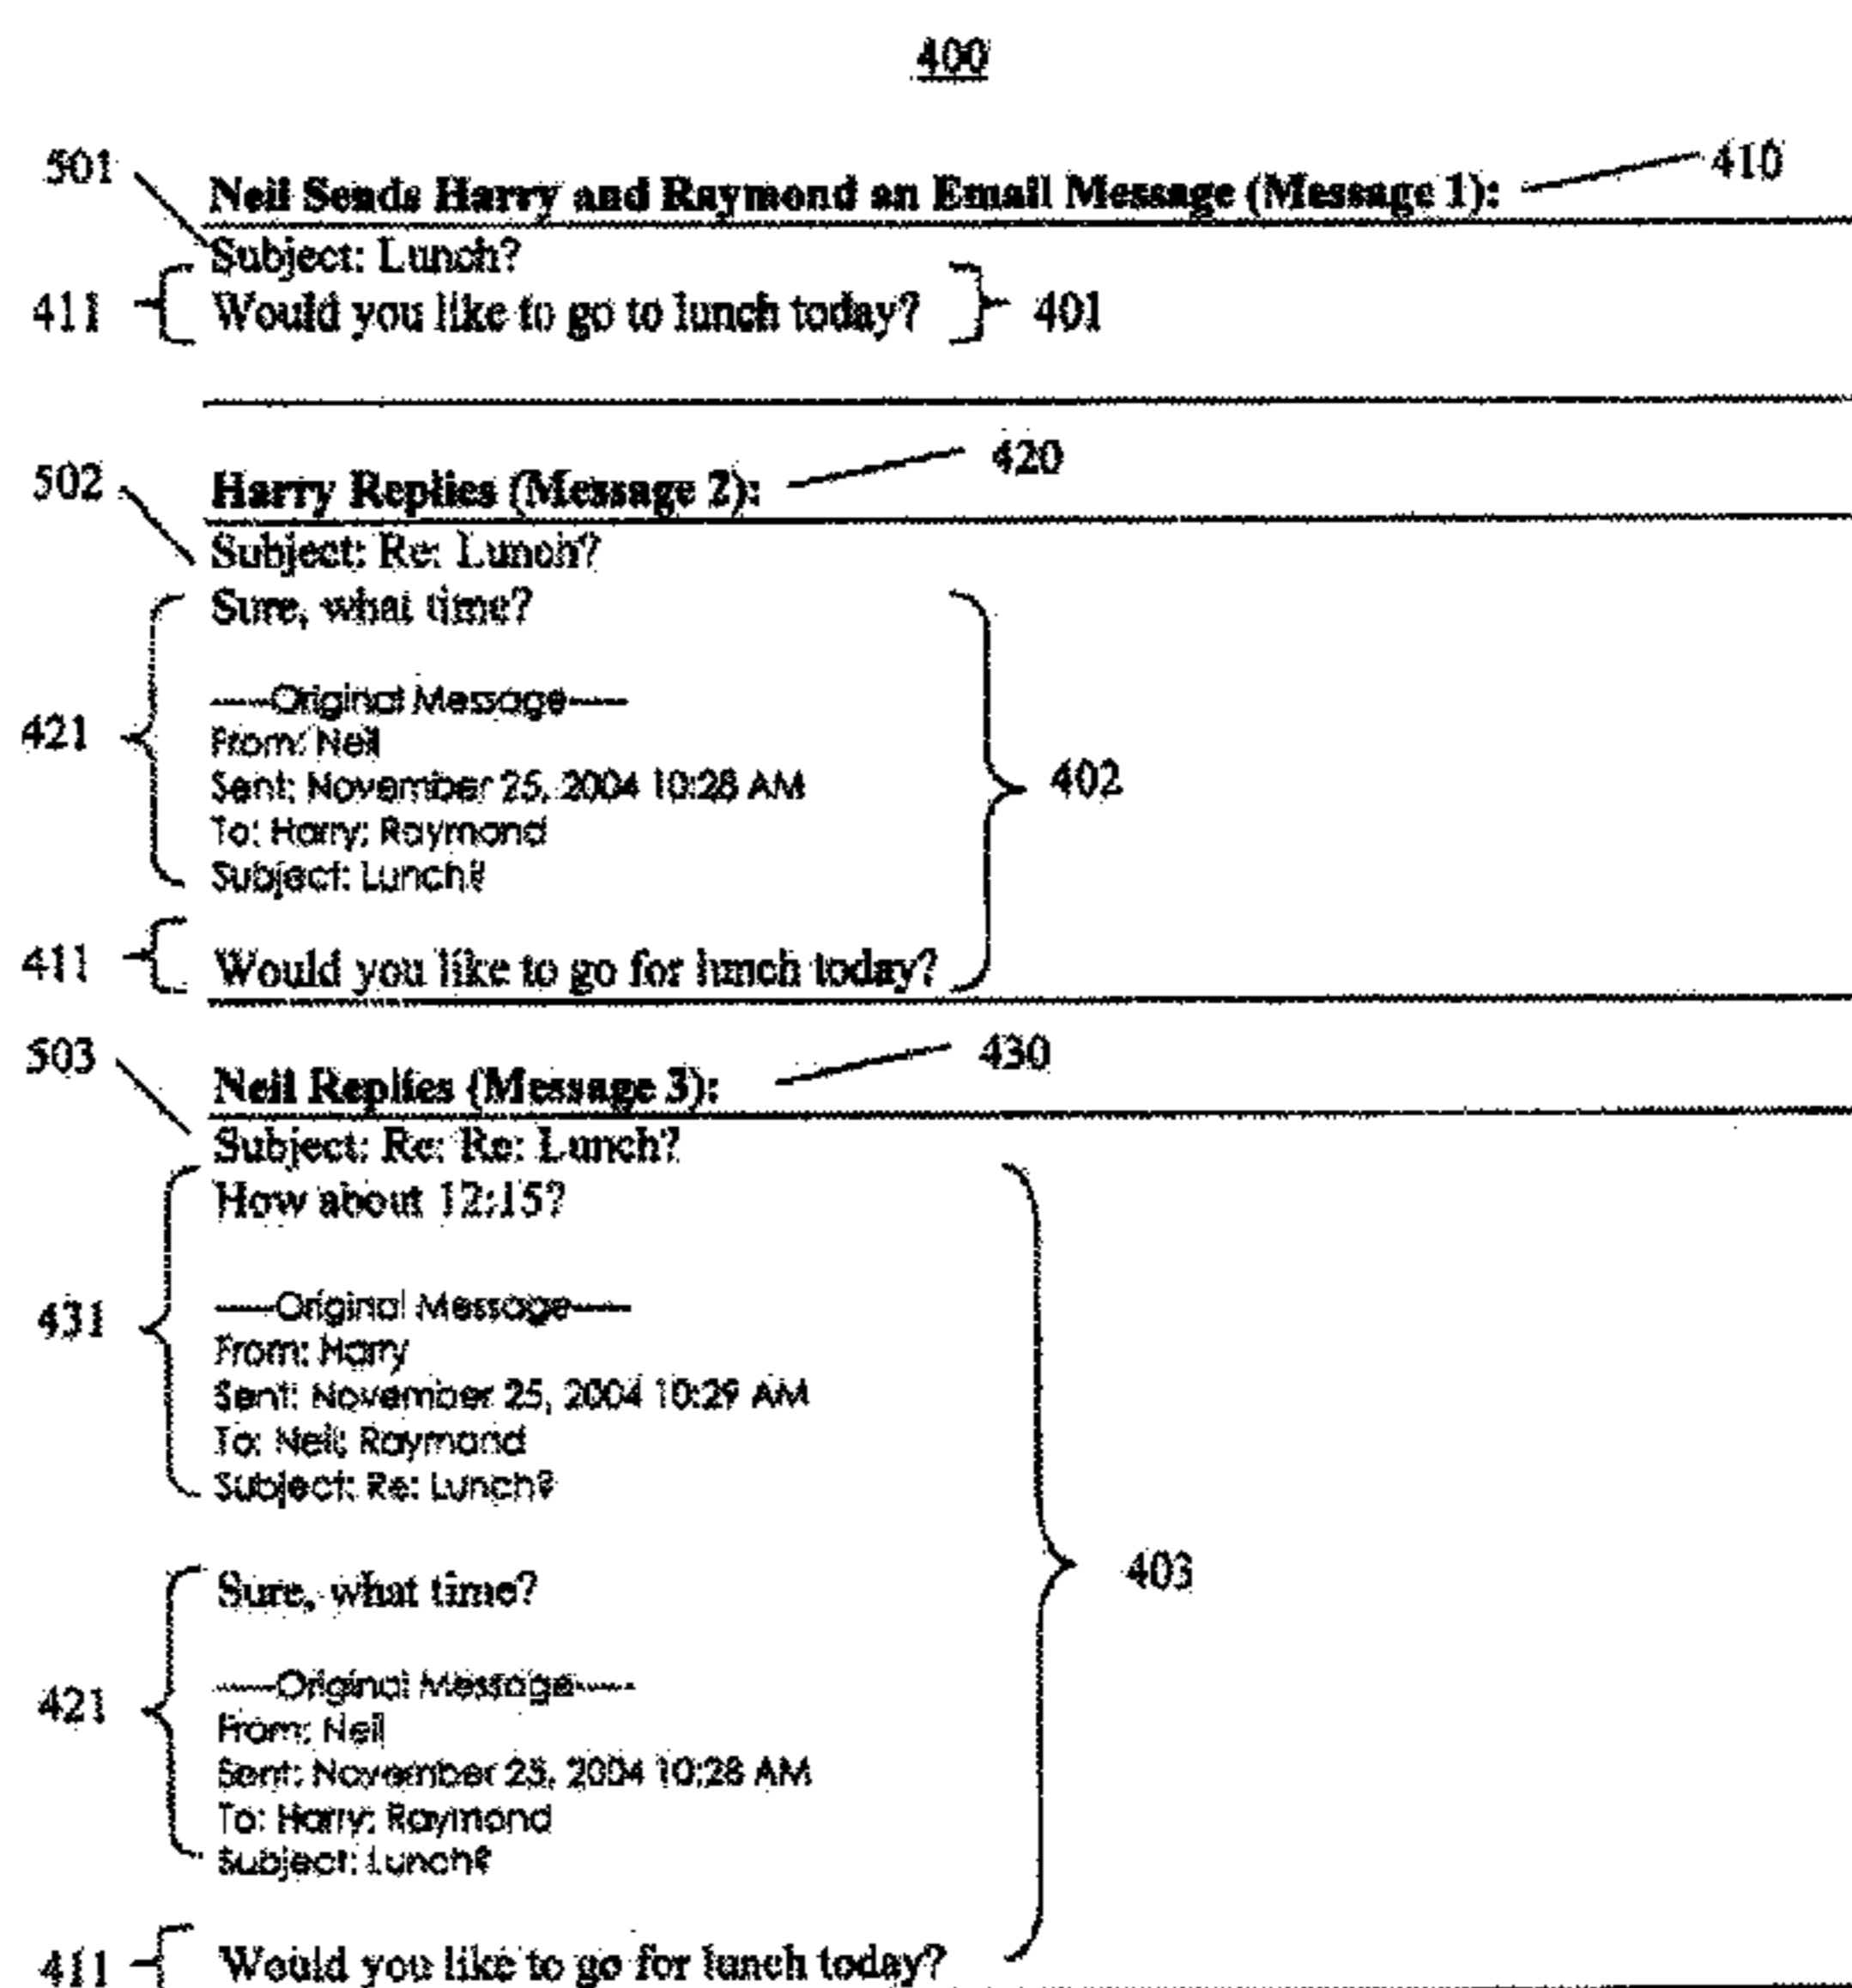 400
501 Neil Sends Harry and Raymond an Email Message (Message 1): 410
Subject: Lunch?
411 Would you like to go to lunch today? 401
502 Harry Replies (Message 2): 420
Subject: Re: Lunch?
Sure, what time?
-----Original Message-----
421 From: Neil
Sent: November 25, 2004 10:28 AM 402
To: Harry; Raymond
Subject: Lunch?
411 Would you like to go for lunch today?
503 Neil Replies (Message 3): 430
Subject: Re: Re: Lunch?
How about 12:15?
431 -----Original Message-----
From: Harry
Sent: November 25, 2004 10:29 AM
To: Neil; Raymond
Subject: Re: Lunch?
Sure, what time? 403
421 -----Original Message-----
From: Neil
Sent: November 25, 2004 10:28 AM
To: Harry; Raymond
Subject: Lunch?
411 Would you like to go for lunch today?